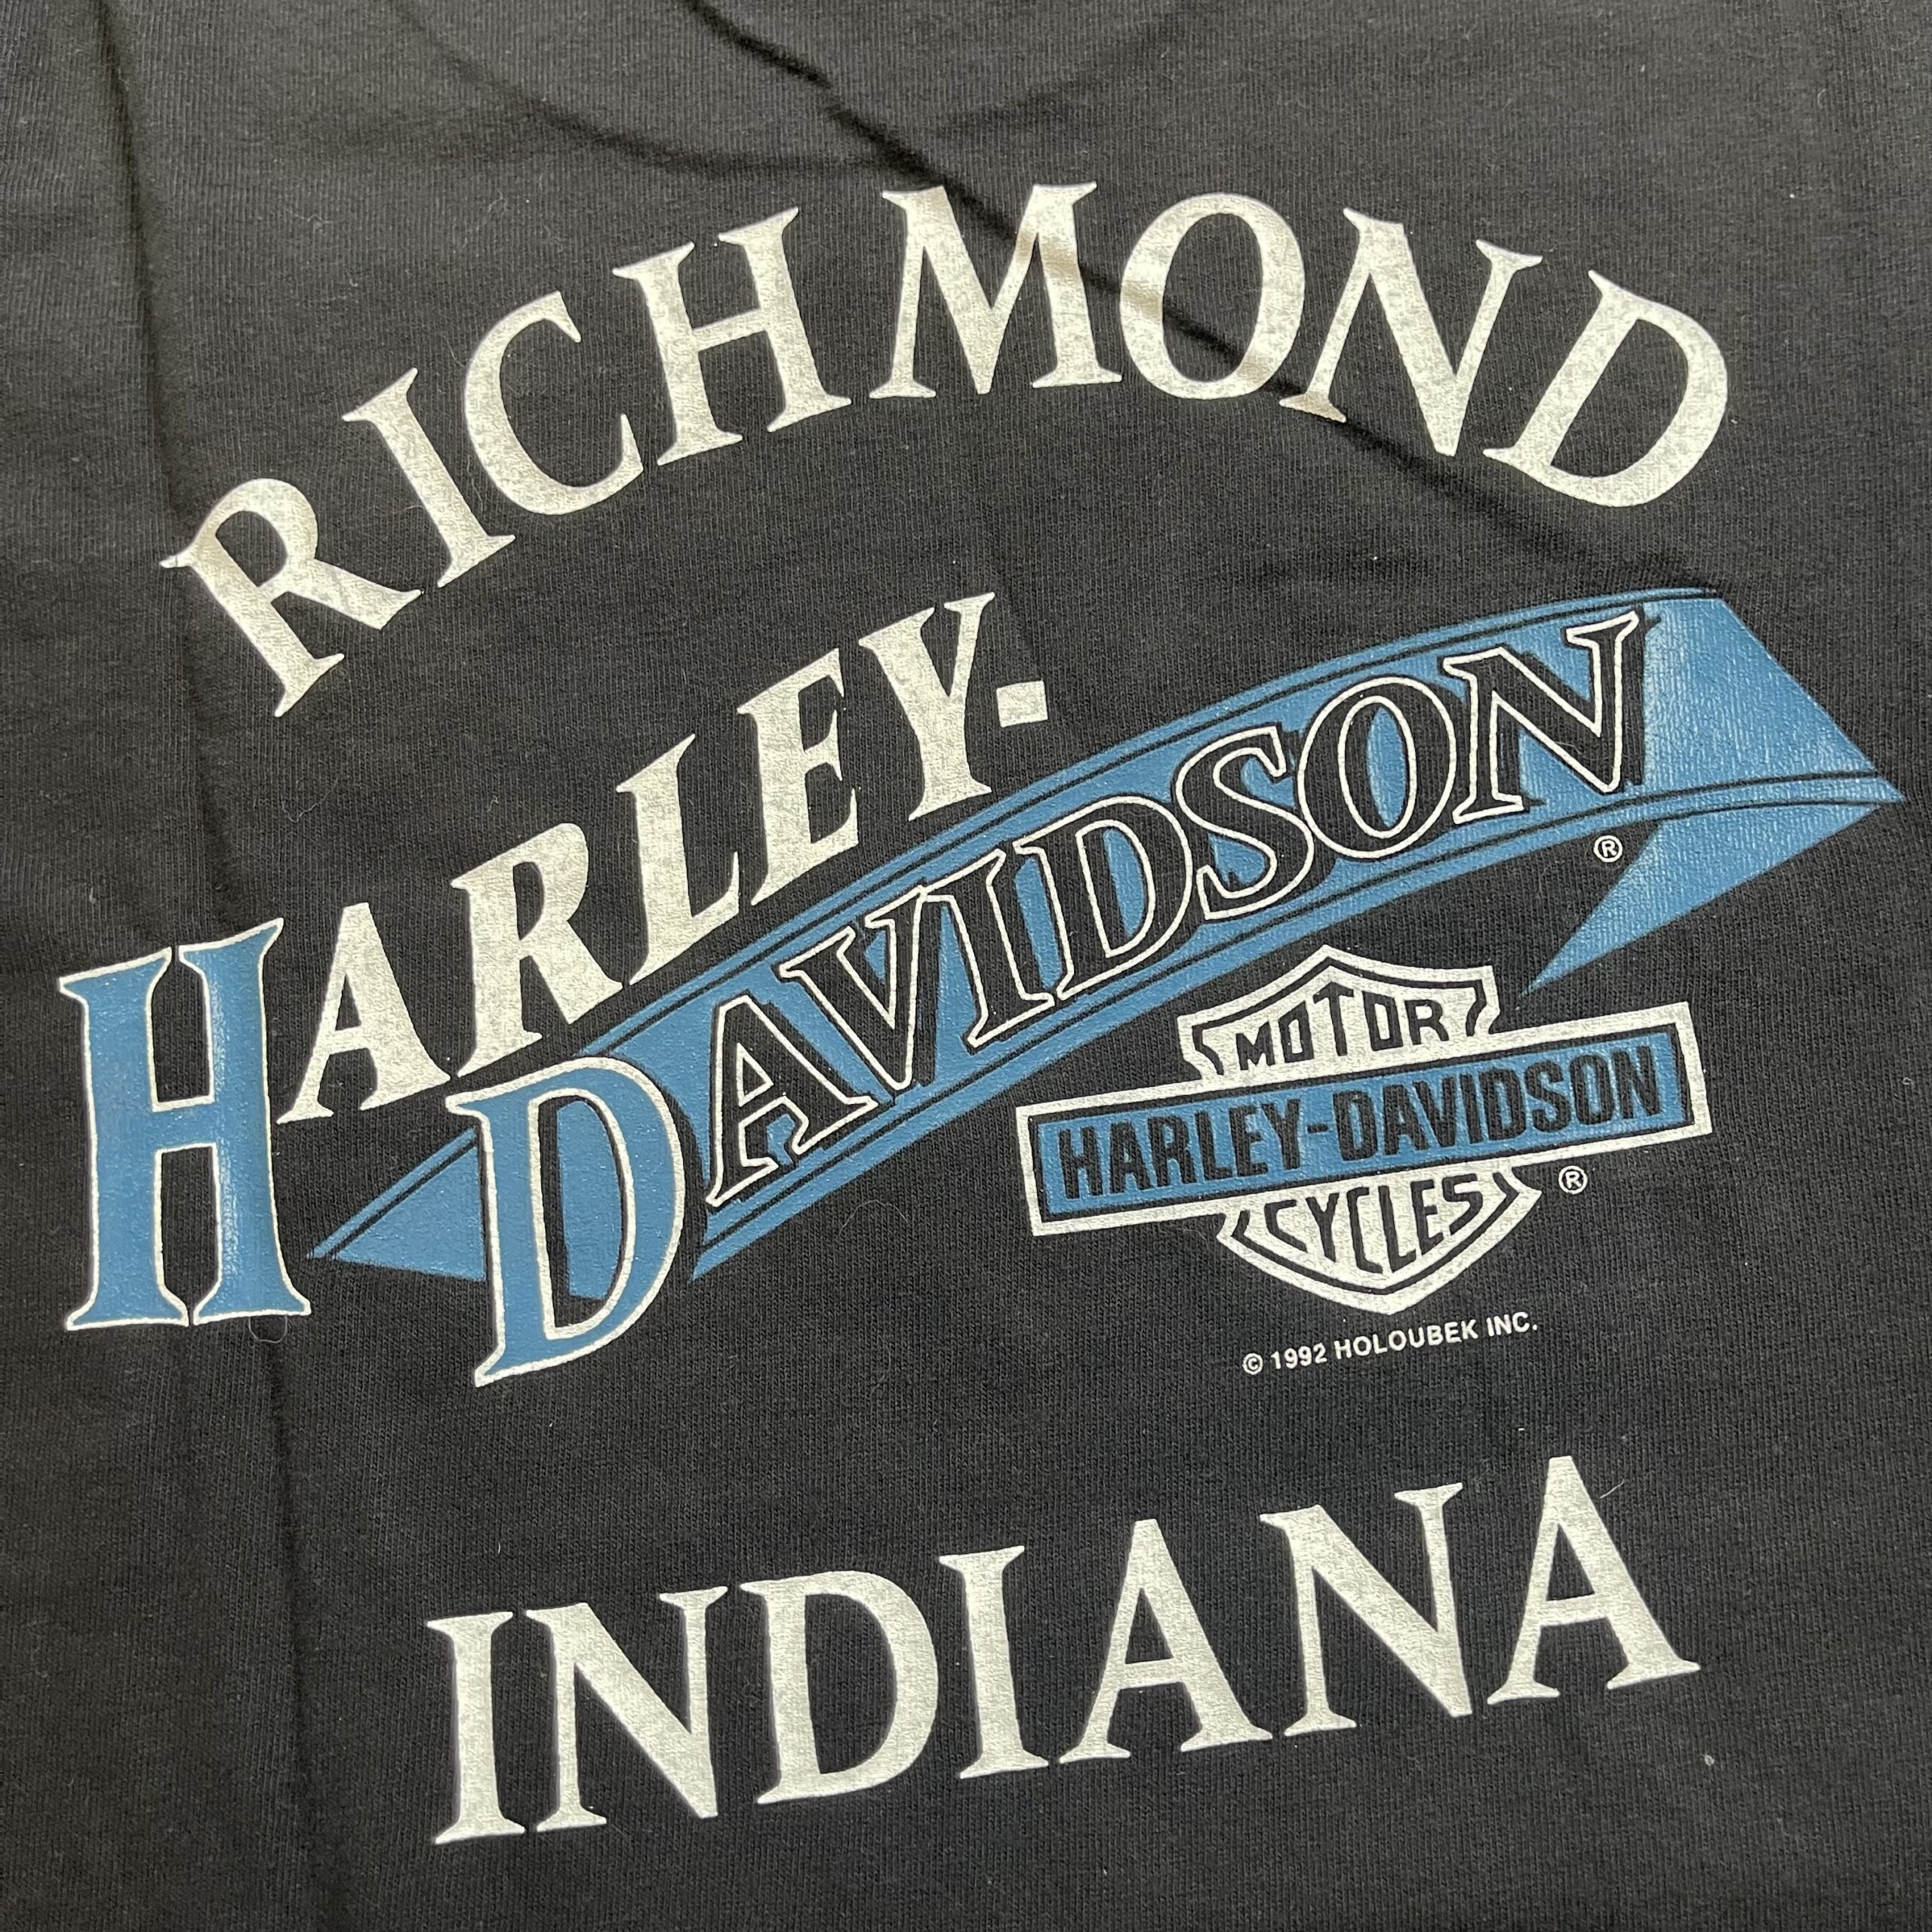 RICHMOND
HARLEY-
DAVIDSON
®
MOTOR
HARLEY-DAVIDSON
CYCLES
®
© 1992 HOLOUBEK INC.
INDIANA